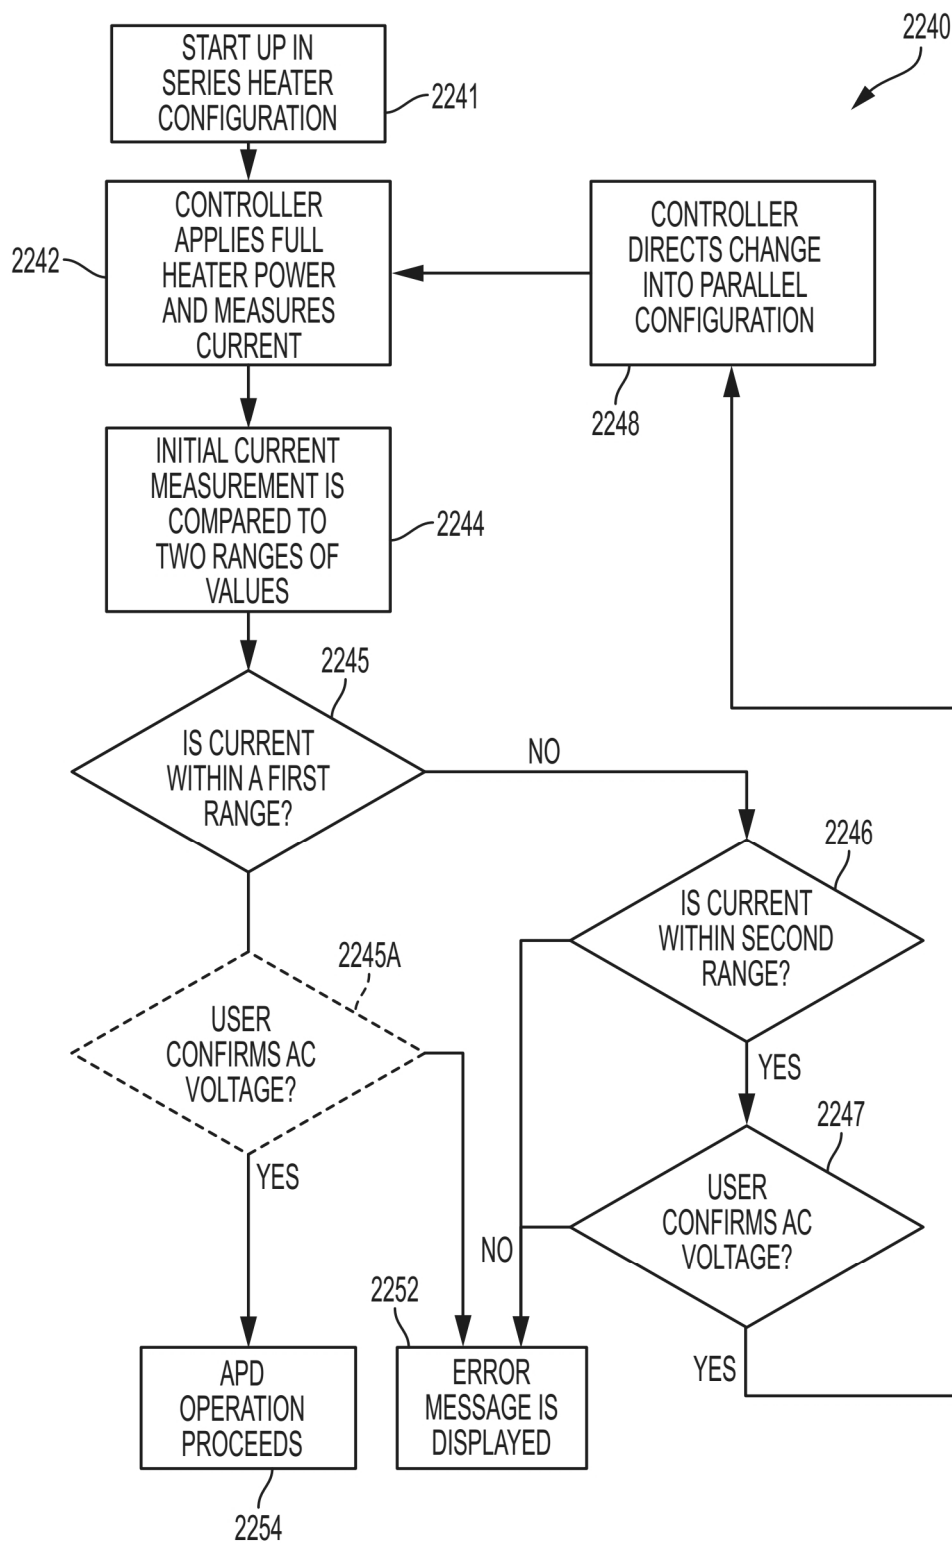 2240
START UP IN
SERIES HEATER
CONFIGURATION
2241
CONTROLLER
APPLIES FULL
HEATER POWER
AND MEASURES
CURRENT
2242
CONTROLLER
DIRECTS CHANGE
INTO PARALLEL
CONFIGURATION
2248
INITIAL CURRENT
MEASUREMENT IS
COMPARED TO
TWO RANGES OF
VALUES
2244
2245
IS CURRENT
WITHIN A FIRST
RANGE?
NO
2246
IS CURRENT
WITHIN SECOND
RANGE?
YES
2245A
USER
CONFIRMS AC
VOLTAGE?
YES
2247
USER
CONFIRMS AC
VOLTAGE?
NO
YES
2252
ERROR
MESSAGE IS
DISPLAYED
APD
OPERATION
PROCEEDS
2254